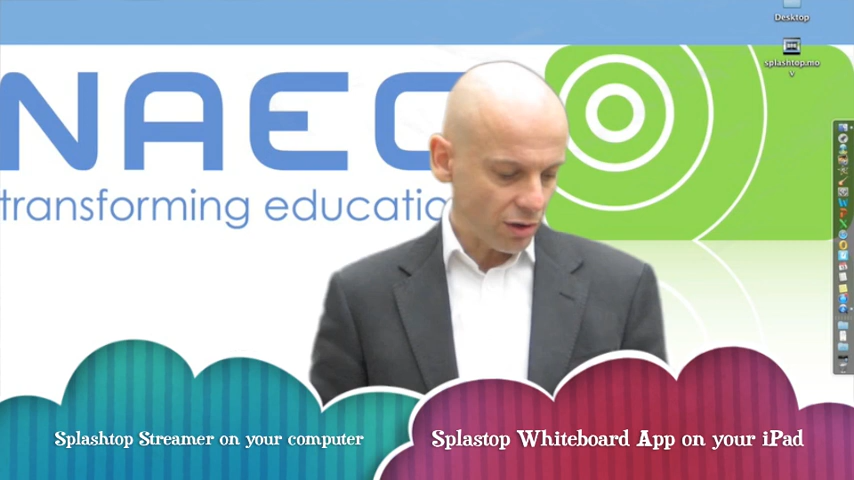 Desktop
splashtop.mo
v
NAEC
transforming educatio
Splashtop Streamer on your computer
Splastop Whiteboard App on your iPad